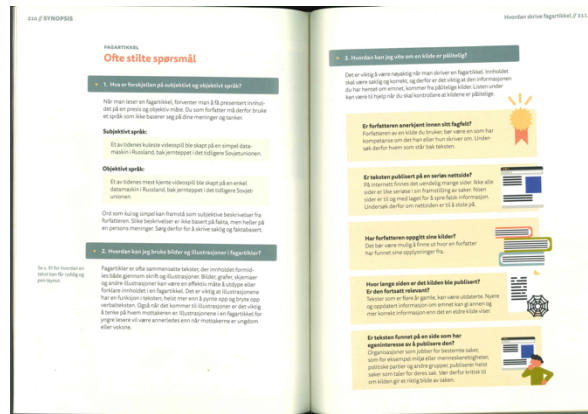 210 // SYNOPSIS
FAGARTIKKEL
Ofte stilte spørsmål
1. Hva er forskjellen på subjektivt og objektivt språk?
Når man leser en fagartikkel, forventer man å få presentert innhol-
det på en presis og objektiv måte. Du som forfatter må derfor bruke
et språk som ikke baserer seg på dine meninger og tanker.
Subjektivt språk:
Et av tidenes kuleste videospill ble skapt på en simpel data-
maskin i Russland, bak jernteppet i det tidligere Sovjetunionen.
Objektivt språk:
Et av tidenes mest kjente videospill ble skapt på en enkel
datamaskin i Russland, bak jernteppet i det tidligere Sovjet-
unionen.
Ord som kul og simpel kan framstå som subjektive beskrivelser fra
forfatteren. Slike beskrivelser er ikke basert på fakta, men heller på
en persons meninger. Sørg derfor for å skrive saklig og faktabasert.
2. Hvordan kan jeg bruke bilder og illustrasjoner i fagartikler?
Fagartikler er ofte sammensatte tekster, der innholdet formid-
les både gjennom skrift og illustrasjoner. Bilder, grafer, skjemaer
og andre illustrasjoner kan være en effektiv måte å utdype eller
forklare innholdet i en fagartikkel. Det er viktig at illustrasjonene
har en funksjon i teksten, helst mer enn å pynte opp og bryte opp
verbalteksten. Også når det kommer til illustrasjoner er det viktig
å tenke på hvem mottakeren er. Illustrasjonene i en fagartikkel for
yngre lesere vil være annerledes enn når mottakerne er ungdom
eller voksne.
tekst kan få ryddig og
pen layout.
Hvordan skrive fagartikkel // 211
3. Hvordan kan jeg vite om en kilde er pålitelig?
Det er viktig å være nøyaktig når man skriver en fagartikkel. Innholdet
skal være saklig og korrekt, og derfor er det viktig at den informasjonen
du har hentet om emnet, kommer fra pålitelige kilder. Listen under
kan være til hjelp når du skal kontrollere at kildene er pålitelige.
Er forfatteren anerkjent innen sitt fagfelt?
Forfatteren av en kilde du bruker, bør være en som har
kompetanse om det han eller hun skriver om. Under-
søk derfor hvem som står bak teksten.
Er teksten publisert på en seriøs nettside?
På internett finnes det uendelig mange sider. Ikke alle
sider er like seriøse i sin framstilling av saker. Noen
sider er til og med laget for å spre falsk informasjon.
Undersøk derfor om nettsiden er til å stole på.
Har forfatteren oppgitt sine kilder?
Det bør være mulig å finne ut hvor en forfatter
har funnet sine opplysninger fra.
Hvor lenge siden er det kilden ble publisert?
Er den fortsatt relevant?
Tekster som er flere år gamle, kan være utdaterte. Nyere
og oppdatert informasjon om emnet kan gi annen og
mer korrekt informasjon enn det en eldre kilde viser.
Er teksten funnet på en side som har
egeninteresse av å publisere den?
Organisasjoner som jobber for bestemte saker,
som for eksempel miljø eller menneskerettigheter,
politiske partier og andre grupper, publiserer helst
saker som taler for deres sak. Vær derfor kritisk til
om kilden gir et riktig bilde av saken.